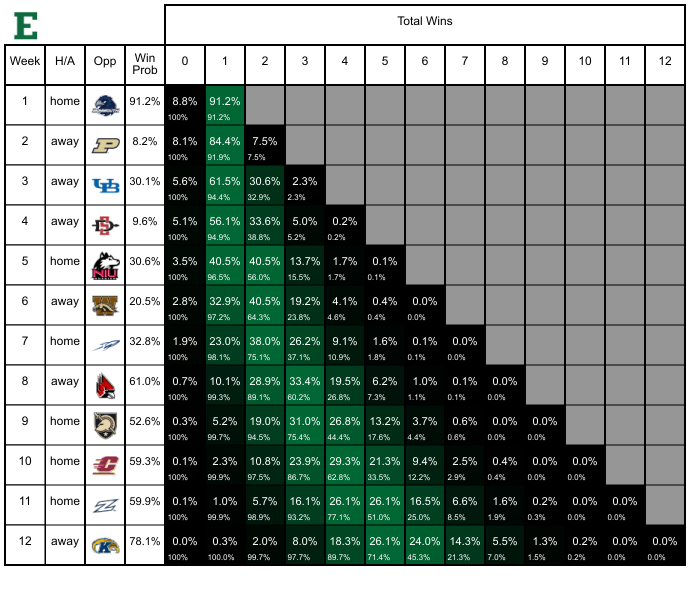 E
Total Wins
Week H/A Opp Win Prob 0 1 2 3 4 5 6 7 8 9 10 11 12
1 home 91.2% 8.8% 91.2%
100% 91.2%
2 away P 8.2% 8.1% 84.4% 7.5%
100% 91.9% 7.5%
3 away UB 30.1% 5.6% 61.5% 30.6% 2.3%
100% 94.4% 32.9% 2.3%
4 away SD 9.6% 5.1% 56.1% 33.6% 5.0% 0.2%
100% 94.9% 38.8% 5.2% 0.2%
5 home NIU 30.6% 3.5% 40.5% 40.5% 13.7% 1.7% 0.1%
100% 96.5% 56.0% 15.5% 1.7% 0.1%
6 away W 20.5% 2.8% 32.9% 40.5% 19.2% 4.1% 0.4% 0.0%
100% 97.2% 64.3% 23.8% 4.6% 0.4% 0.0%
7 home 32.8% 1.9% 23.0% 38.0% 26.2% 9.1% 1.6% 0.1% 0.0%
100% 98.1% 75.1% 37.1% 10.9% 1.8% 0.1% 0.0%
8 away 61.0% 0.7% 10.1% 28.9% 33.4% 19.5% 6.2% 1.0% 0.1% 0.0%
100% 99.3% 89.1% 60.2% 26.8% 7.3% 1.1% 0.1% 0.0%
9 home 52.6% 0.3% 5.2% 19.0% 31.0% 26.8% 13.2% 3.7% 0.6% 0.0% 0.0%
100% 99.7% 94.5% 75.4% 44.4% 17.6% 4.4% 0.6% 0.0% 0.0%
10 home C 59.3% 0.1% 2.3% 10.8% 23.9% 29.3% 21.3% 9.4% 2.5% 0.4% 0.0% 0.0%
100% 99.9% 97.5% 86.7% 62.8% 33.5% 12.2% 2.9% 0.4% 0.0% 0.0%
11 home Z 59.9% 0.1% 1.0% 5.7% 16.1% 26.1% 26.1% 16.5% 6.6% 1.6% 0.2% 0.0% 0.0%
100% 99.9% 98.9% 93.2% 77.1% 51.0% 25.0% 8.5% 1.9% 0.3% 0.0% 0.0%
12 away K 78.1% 0.0% 0.3% 2.0% 8.0% 18.3% 26.1% 24.0% 14.3% 5.5% 1.3% 0.2% 0.0% 0.0%
100% 100.0% 99.7% 97.7% 89.7% 71.4% 45.3% 21.3% 7.0% 1.5% 0.2% 0.0% 0.0%